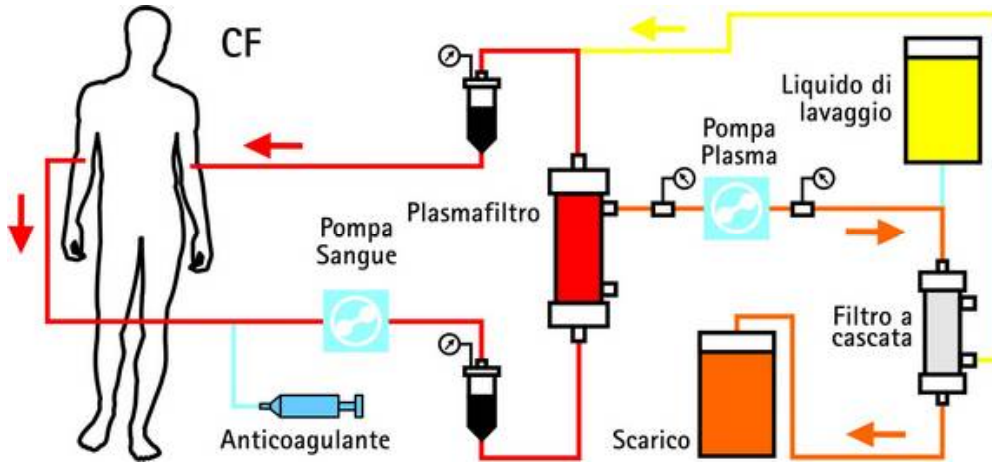 CF
Liquido di
lavaggio
Pompa
Plasma
Plasmafiltro
Pompa
Sangue
Filtro a
cascata
Anticoagulante
Scarico